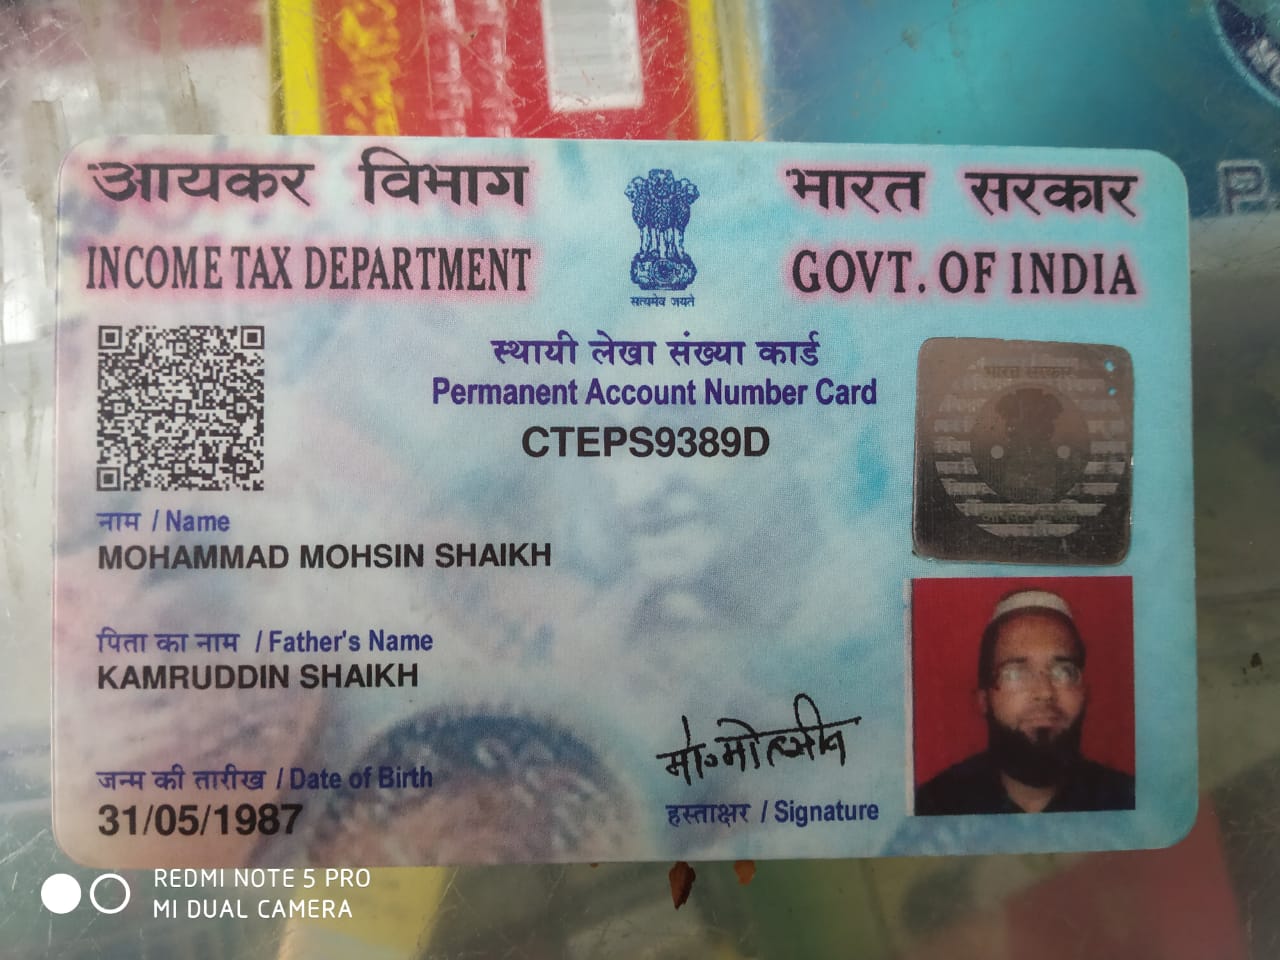 आयकर विभाग
INCOME TAX DEPARTMENT
सत्यमेव जयते
भारत सरकार
GOVT. OF INDIA
स्थायी लेखा संख्या कार्ड
Permanent Account Number Card
CTEPS9389D
भारत सरकार
नाम / Name
MOHAMMAD MOHSIN SHAIKH
पिता का नाम / Father's Name
KAMRUDDIN SHAIKH
जन्म की तारीख / Date of Birth
31/05/1987
मो॰मोहसीन
हस्ताक्षर / Signature
REDMI NOTE 5 PRO
MI DUAL CAMERA